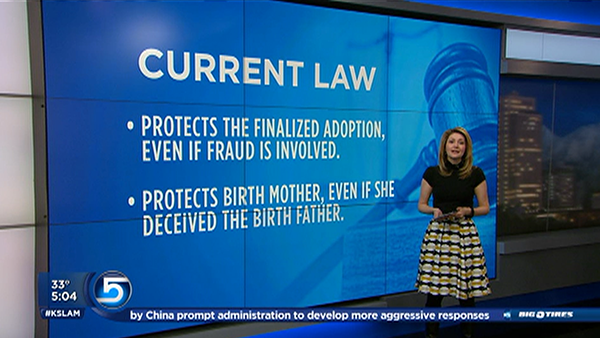 CURRENT LAW
• PROTECTS THE FINALIZED ADOPTION,
EVEN IF FRAUD IS INVOLVED.
• PROTECTS BIRTH MOTHER, EVEN IF SHE
DECEIVED THE BIRTH FATHER.
33°
5:04
5
#KSLAM
by China prompt administration to develop more aggressive responses
BIG O TIRES